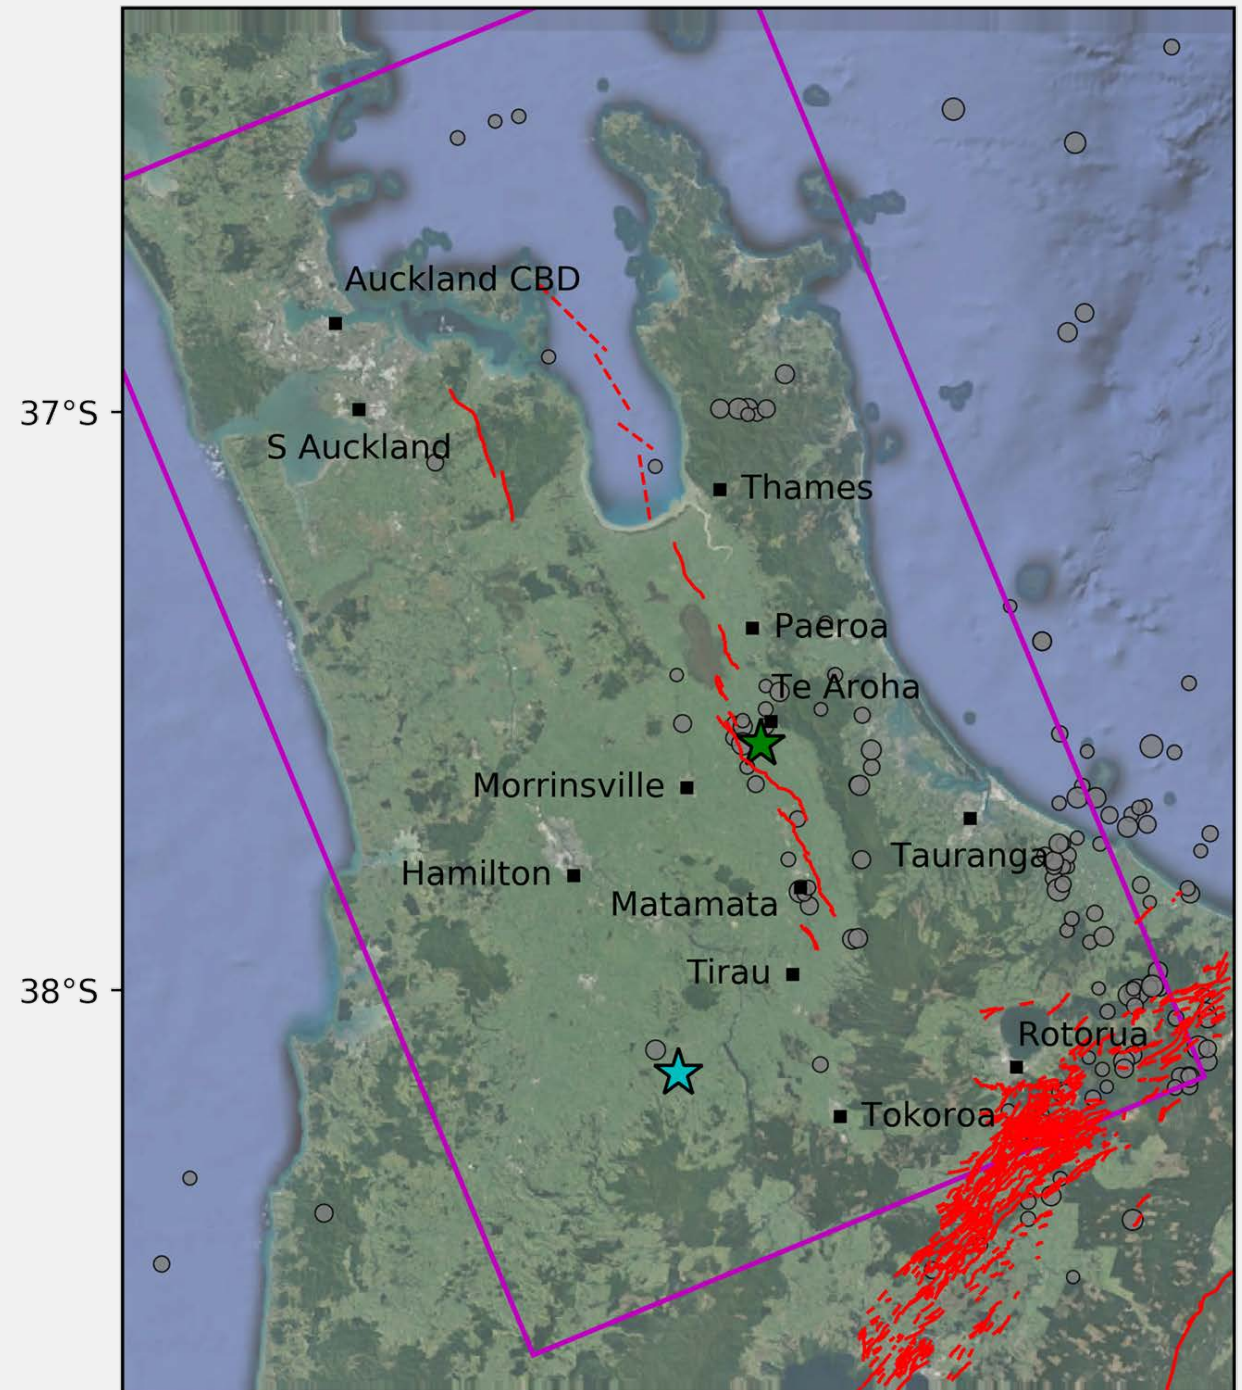 Auckland CBD
37°S
S Auckland
Thames
Paeroa
Te Aroha
Morrinsville
Tauranga
Hamilton
Matamata
Tirau
38°S
Rotorua
Tokoroa